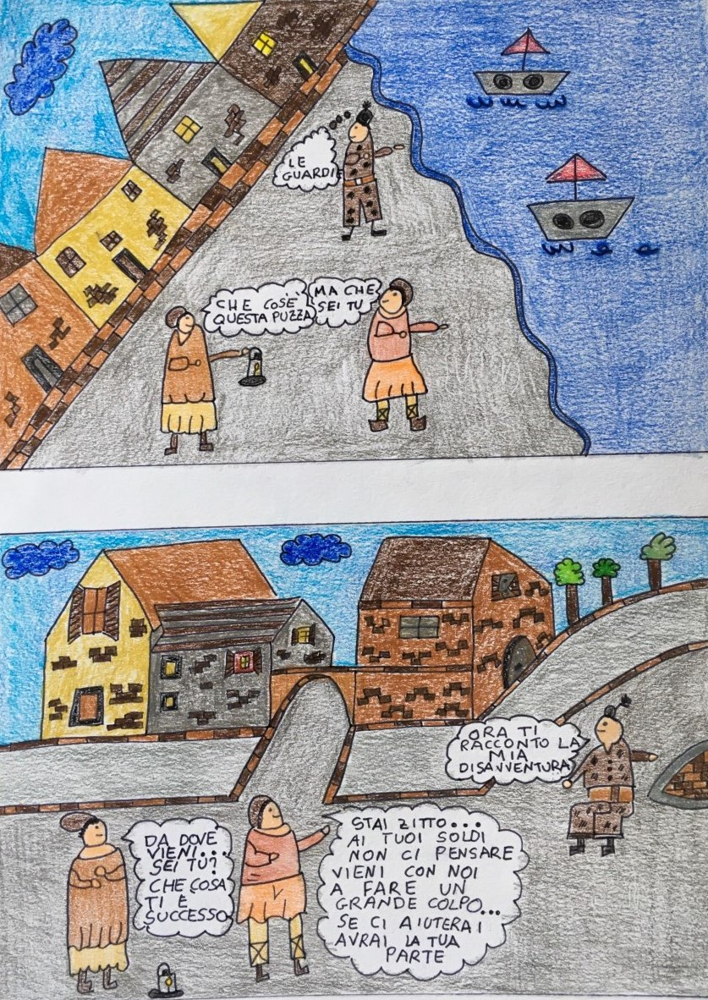 LE
GUARDIE
CHE COSÈ
QUESTA PUZZA
MA CHE
SEI TU
ORA TI
RACCONTO LA
MIA
DISAVVENTURA
DA DOVE
VIENI...
SEI TU?
CHE COSA
TI È
SUCCESSO
STAI ZITTO...
AI TUOI SOLDI
NON CI PENSARE
VIENI CON NOI
A FARE UN
GRANDE COLPO...
SE CI AIUTERAI
AVRAI LA TUA
PARTE